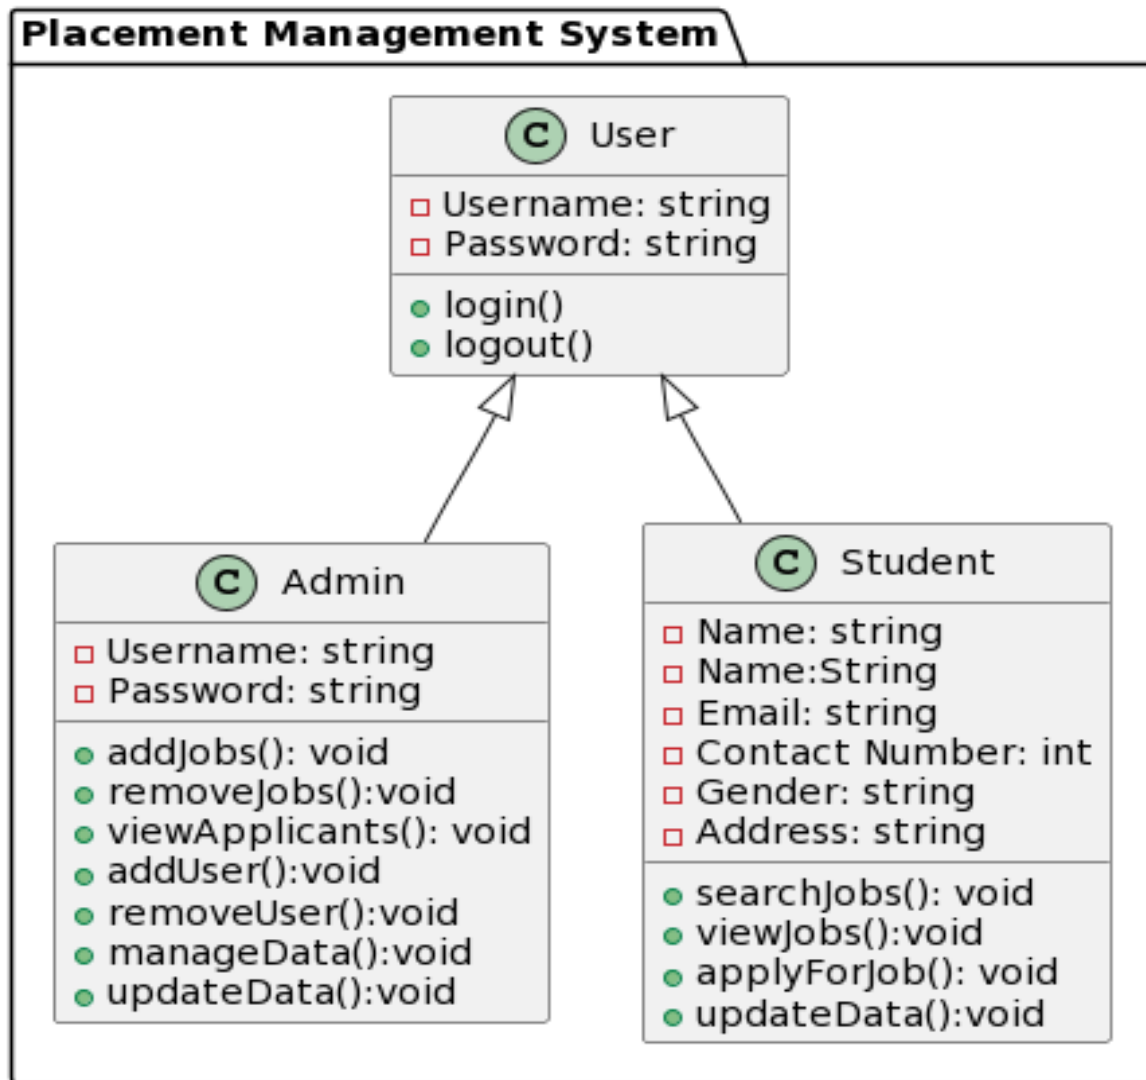 Placement Management System
C User
Username: string
Password: string
login()
logout()
C Admin
Username: string
Password: string
addJobs(): void
removeJobs():void
viewApplicants(): void
addUser():void
removeUser():void
manageData():void
updateData():void
C Student
Name: string
Name:String
Email: string
Contact Number: int
Gender: string
Address: string
searchJobs(): void
viewJobs():void
applyForJob(): void
updateData():void